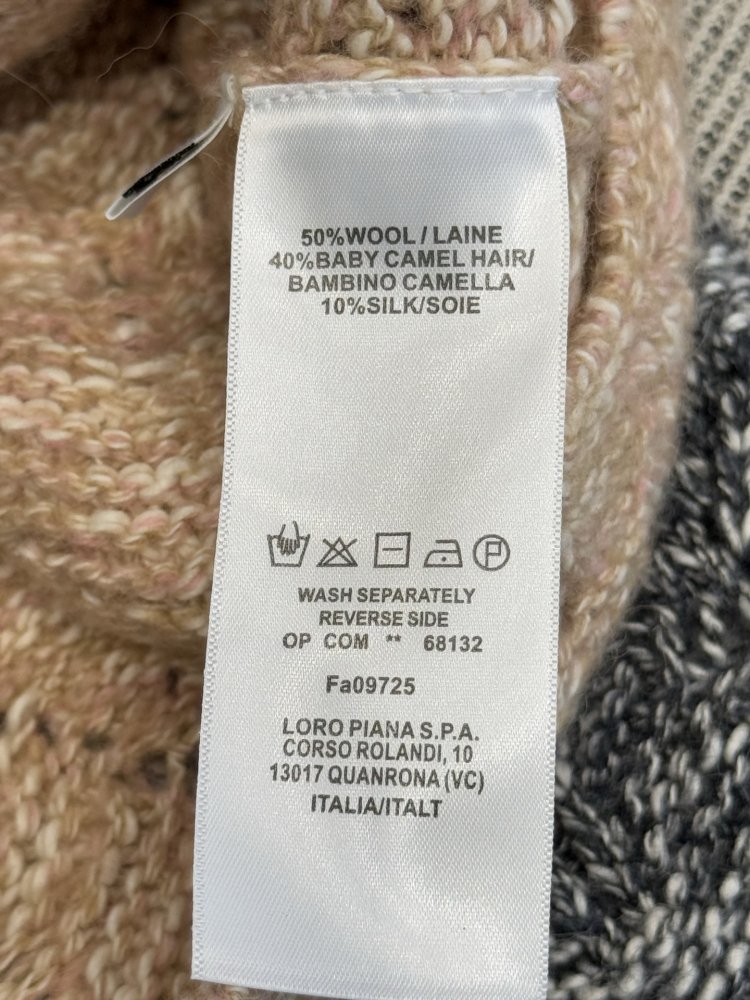 50%WOOL / LAINE
40%BABY CAMEL HAIR/
BAMBINO CAMELLA
10%SILK/SOIE
P
WASH SEPARATELY
REVERSE SIDE
OP COM ** 68132
Fa09725
LORO PIANA S.P.A.
CORSO ROLANDI, 10
13017 QUANRONA (VC)
ITALIA/ITALT